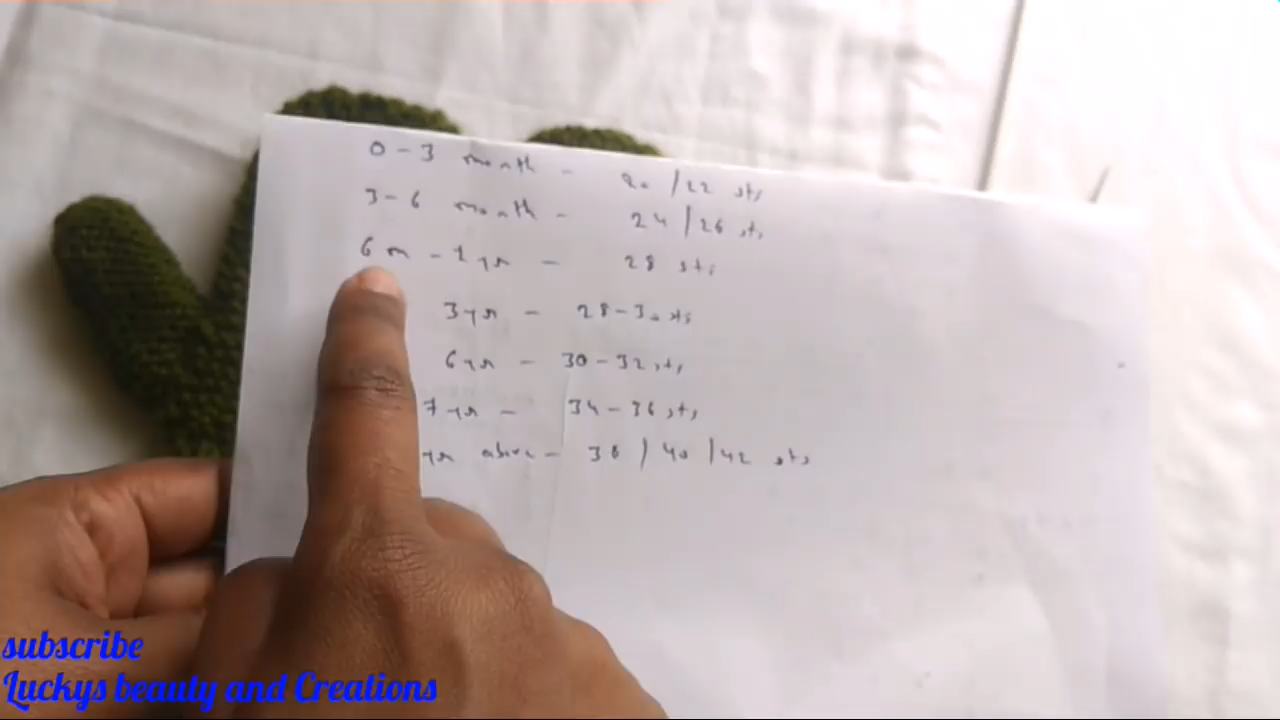 0-3 month - 20/22 sts
3-6 month - 24/26 sts
6m - 1yr - 28 sts
3yr - 28-30 sts
6yr - 30-32 sts
7yr - 34-36 sts
yr above - 38/40/42 sts
subscribe
Luckys beauty and Creations